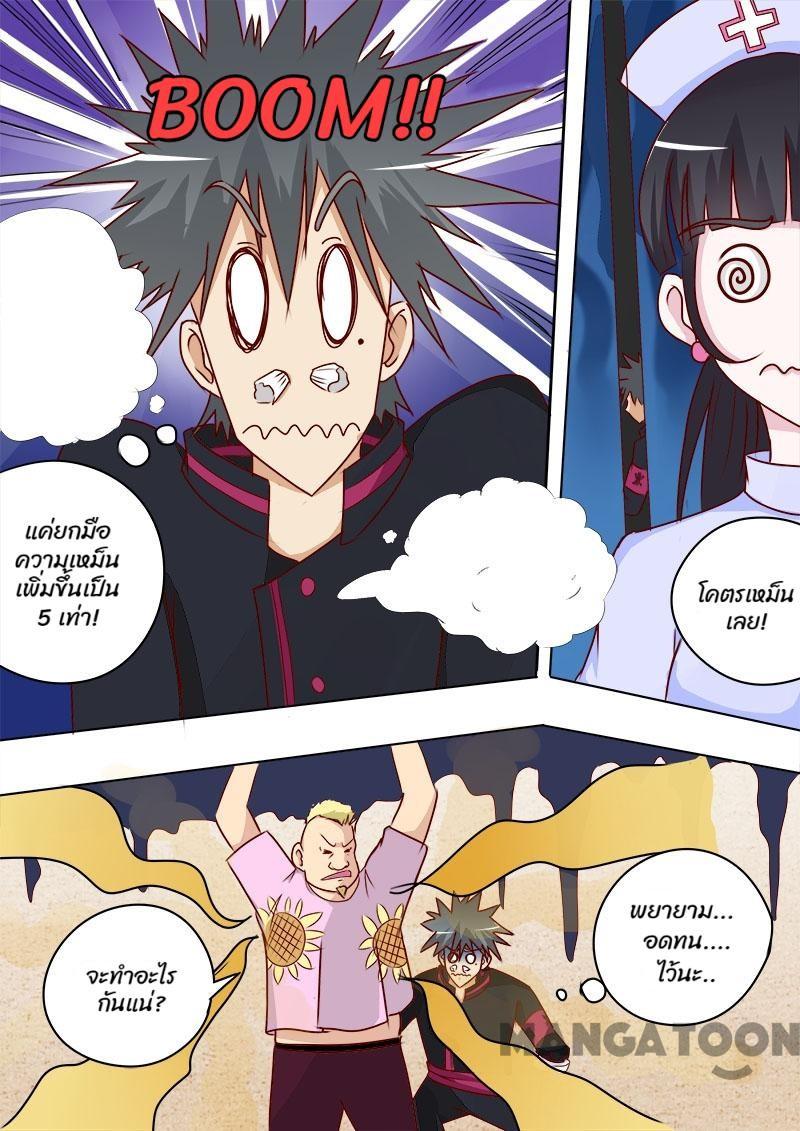 BOOM!!
แค่ยกมือ
ความเหม็น
เพิ่มขึ้นเป็น
5 เท่า!
โคตรเหม็น
เลย!
พยายาม...
อดทน....
ไว้นะ..
จะทำอะไร
กันแน่?
MANGATOON